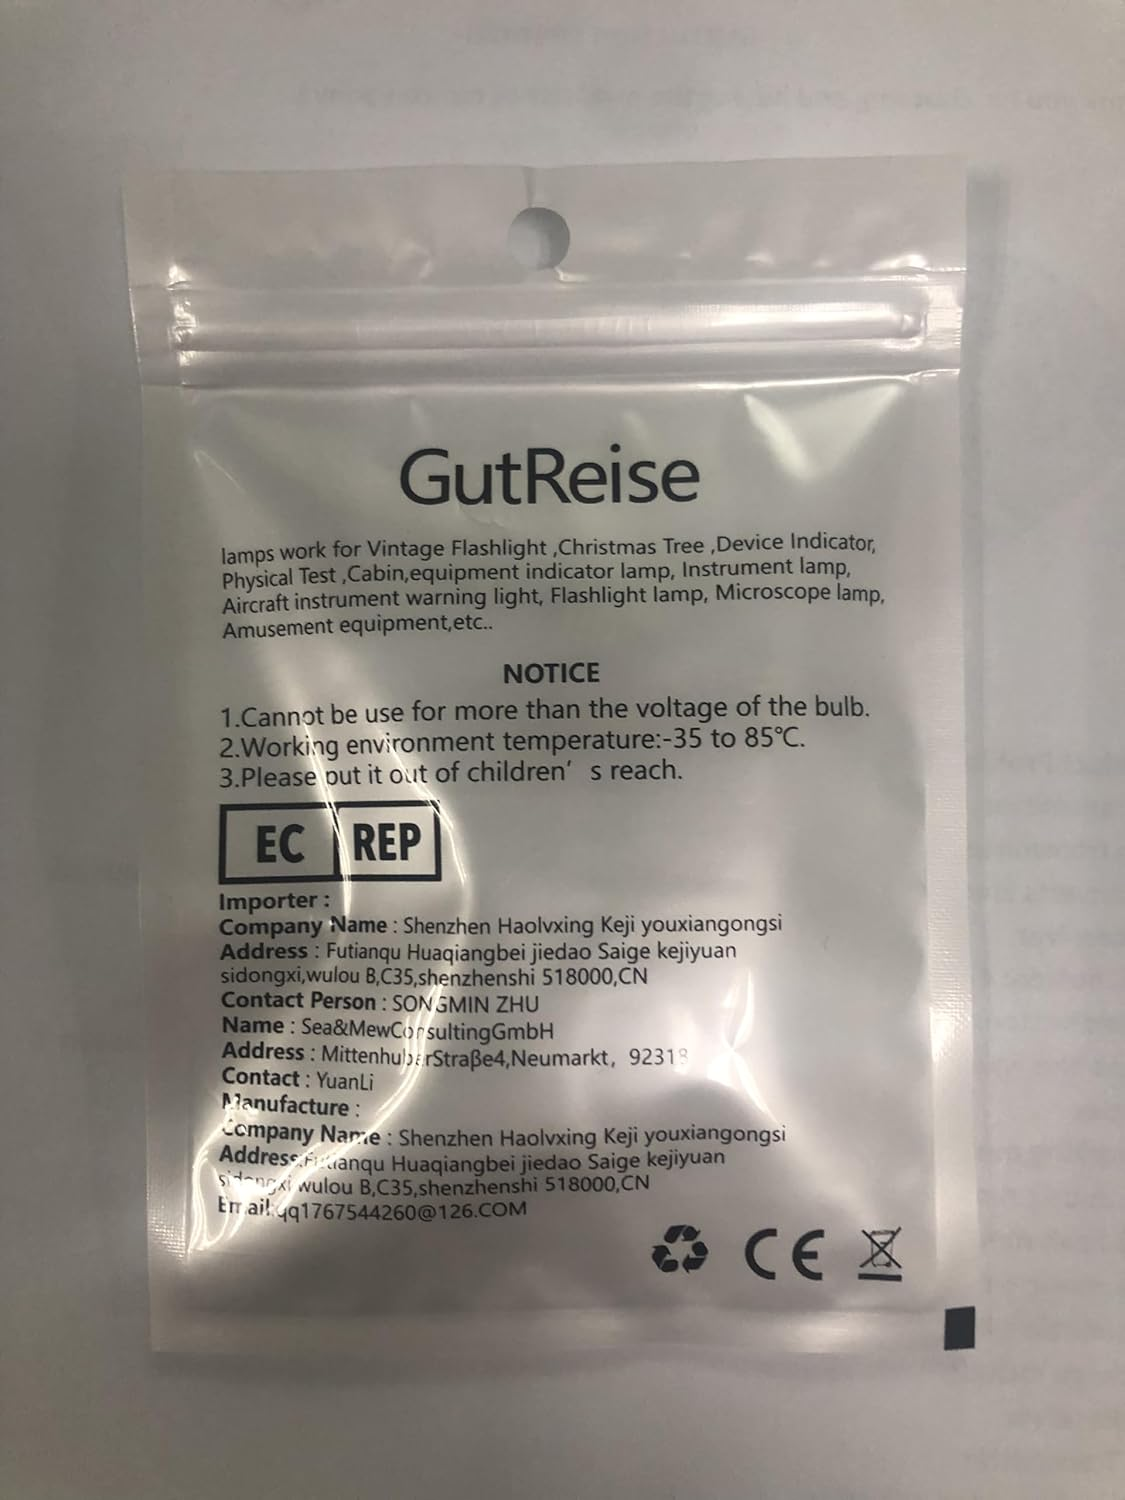 GutReise
lamps work for Vintage Flashlight ,Christmas Tree ,Device Indicator,
Physical Test ,Cabin,equipment indicator lamp, Instrument lamp,
Aircraft instrument warning light, Flashlight lamp, Microscope lamp,
Amusement equipment,etc..
NOTICE
1.Cannot be use for more than the voltage of the bulb.
2.Working environment temperature:-35 to 85℃.
3.Please put it out of children' s reach.
EC REP
Importer :
Company Name : Shenzhen Haolvxing Keji youxiangongsi
Address : Futianqu Huaqiangbei jiedao Saige kejiyuan
sidongxi,wulou B,C35,shenzhenshi 518000,CN
Contact Person : SONGMIN ZHU
Name : Sea&MewConsultingGmbH
Address : MittenhuberStraβe4,Neumarkt, 92318
Contact : YuanLi
Manufacture :
Company Name : Shenzhen Haolvxing Keji youxiangongsi
Address:Futianqu Huaqiangbei jiedao Saige kejiyuan
sidongxi wulou B,C35,shenzhenshi 518000,CN
Email:qq1767544260@126.COM
CE